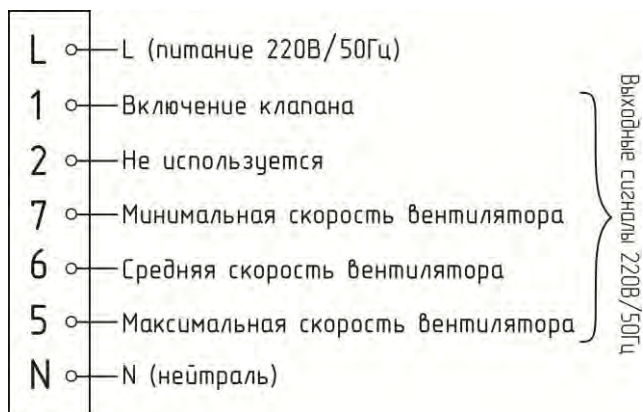 L L (питание 220В/50Гц)
1 Включение клапана
2 Не используется
7 Минимальная скорость вентилятора
6 Средняя скорость вентилятора
5 Максимальная скорость вентилятора
N N (нейтраль)
Выходные сигналы 220В/50Гц